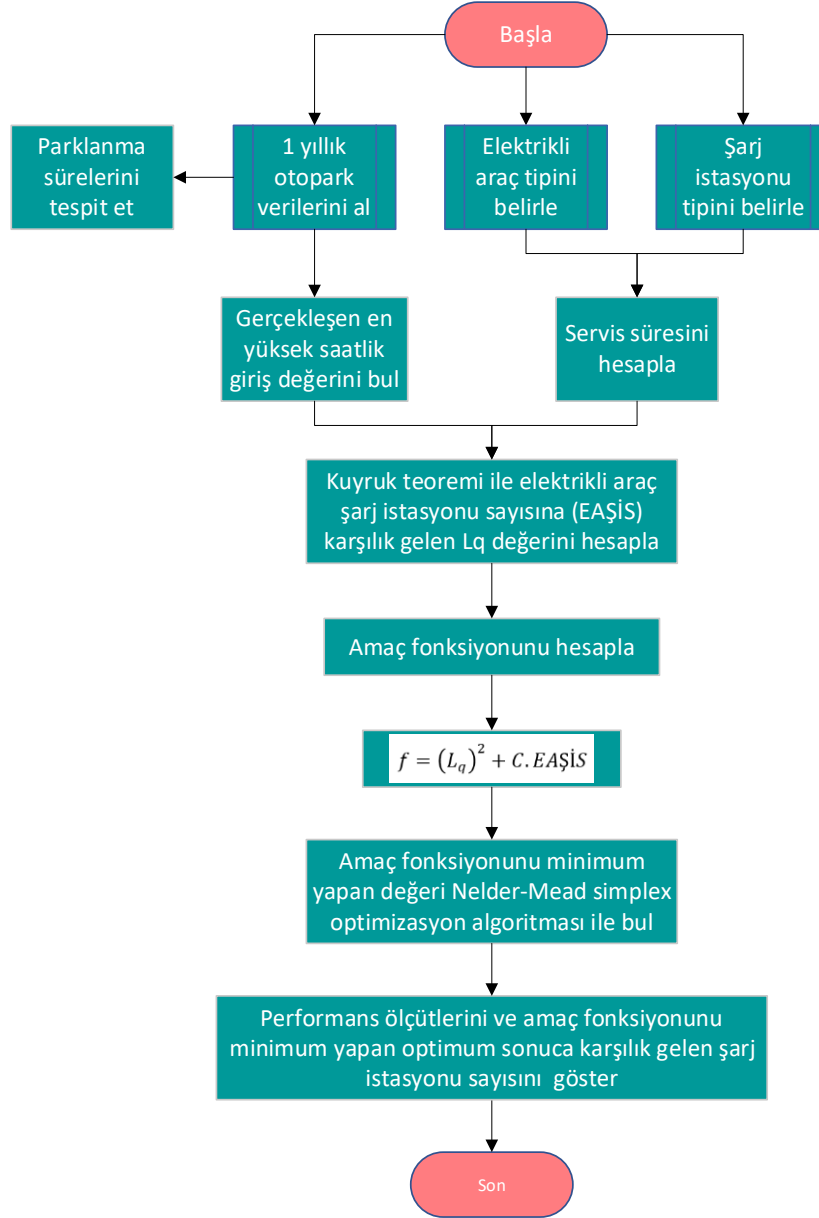 Başla
Parklanma
sürelerini
tespit et
1 yıllık
otopark
verilerini al
Elektrikli
araç tipini
belirle
Şarj
istasyonu
tipini belirle
Gerçekleşen en
yüksek saatlik
giriş değerini bul
Servis süresini
hesapla
Kuyruk teoremi ile elektrikli araç
şarj istasyonu sayısına (EAŞİS)
karşılık gelen Lq değerini hesapla
Amaç fonksiyonunu hesapla
f = (L_q)^2 + C.EAŞİS
Amaç fonksiyonunu minimum
yapan değeri Nelder-Mead simplex
optimizasyon algoritması ile bul
Performans ölçütlerini ve amaç fonksiyonunu
minimum yapan optimum sonuca karşılık gelen şarj
istasyonu sayısını göster
Son